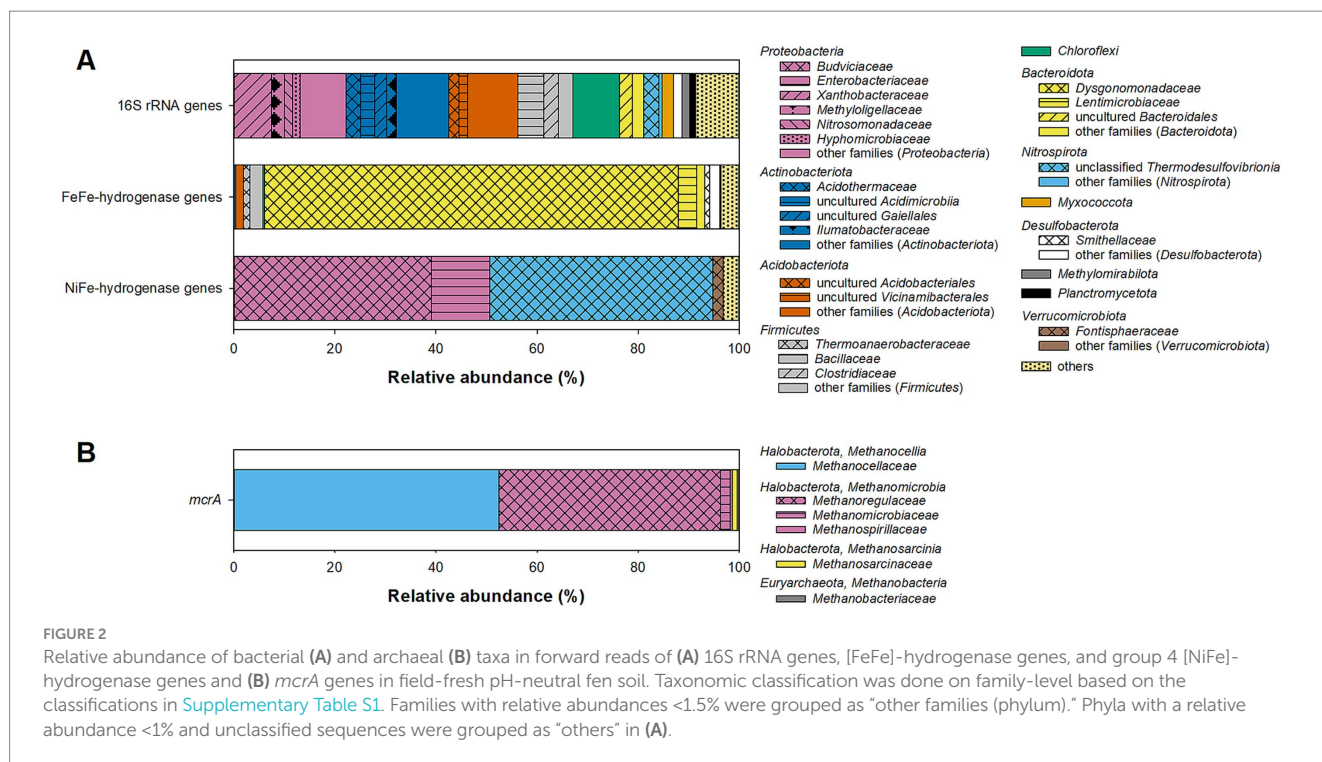 A
16S rRNA genes
FeFe-hydrogenase genes
NiFe-hydrogenase genes
0 20 40 60 80 100
Relative abundance (%)
Proteobacteria
Budviciaceae
Enterobacteriaceae
Xanthobacteraceae
Methyloligellaceae
Nitrosomonadaceae
Hyphomicrobiaceae
other families (Proteobacteria)
Actinobacteriota
Acidothermaceae
uncultured Acidimicrobiia
uncultured Gaiellales
Ilumatobacteraceae
other families (Actinobacteriota)
Acidobacteriota
uncultured Acidobacteriales
uncultured Vicinamibacterales
other families (Acidobacteriota)
Firmicutes
Thermoanaerobacteraceae
Bacillaceae
Clostridiaceae
other families (Firmicutes)
Chloroflexi
Bacteroidota
Dysgonomonadaceae
Lentimicrobiaceae
uncultured Bacteroidales
other families (Bacteroidota)
Nitrospirota
unclassified Thermodesulfovibrionia
other families (Nitrospirota)
Myxococcota
Desulfobacterota
Smithellaceae
other families (Desulfobacterota)
Methylomirabilota
Planctromycetota
Verrucomicrobiota
Fontisphaeraceae
other families (Verrucomicrobiota)
others
B
mcrA
0 20 40 60 80 100
Relative abundance (%)
Halobacterota, Methanocellia
Methanocellaceae
Halobacterota, Methanomicrobia
Methanoregulaceae
Methanomicrobiaceae
Methanospirillaceae
Halobacterota, Methanosarcinia
Methanosarcinaceae
Euryarchaeota, Methanobacteria
Methanobacteriaceae
FIGURE 2
Relative abundance of bacterial (A) and archaeal (B) taxa in forward reads of (A) 16S rRNA genes, [FeFe]-hydrogenase genes, and group 4 [NiFe]-
hydrogenase genes and (B) mcrA genes in field-fresh pH-neutral fen soil. Taxonomic classification was done on family-level based on the
classifications in Supplementary Table S1. Families with relative abundances <1.5% were grouped as “other families (phylum).” Phyla with a relative
abundance <1% and unclassified sequences were grouped as “others” in (A).